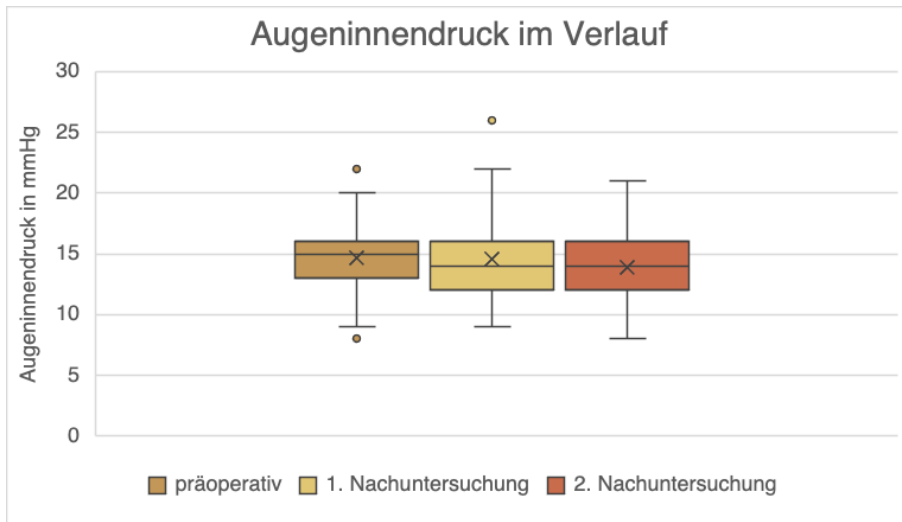 Augeninnendruck im Verlauf
30
25
20
15
10
5
0
Augeninnendruck in mmHg
präoperativ 1. Nachuntersuchung 2. Nachuntersuchung